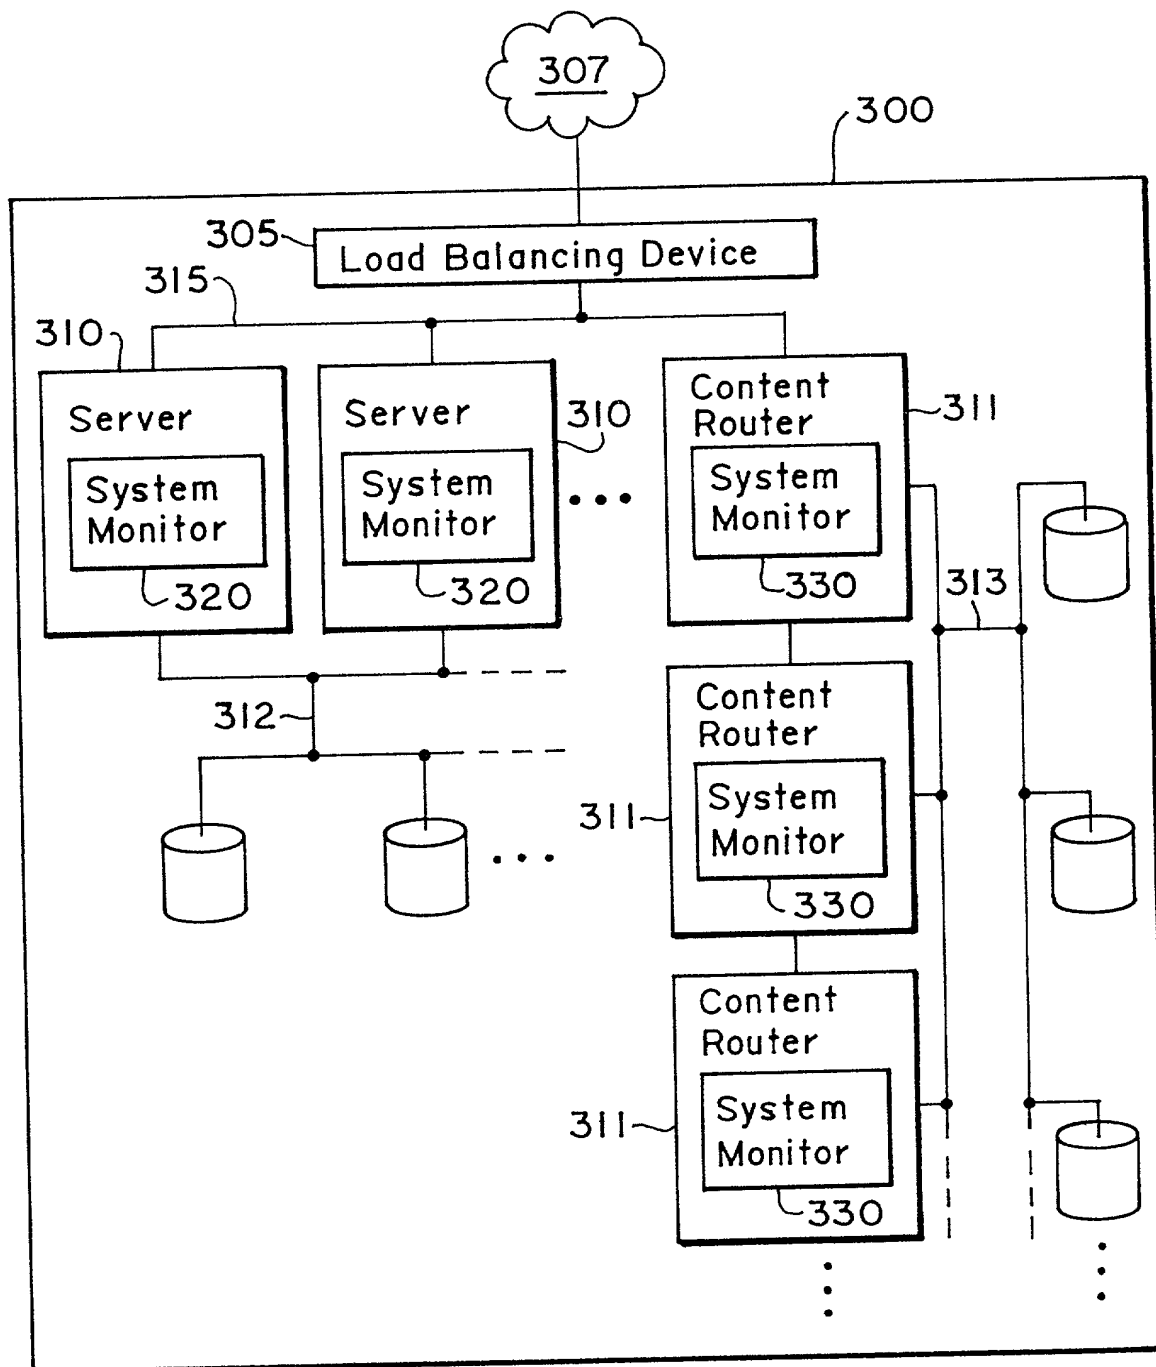 307
300
305
Load Balancing Device
315
310
Server
System
Monitor
320
Server
310
System
Monitor
320
Content
Router
311
System
Monitor
330
313
312
Content
Router
311
System
Monitor
330
Content
Router
311
System
Monitor
330